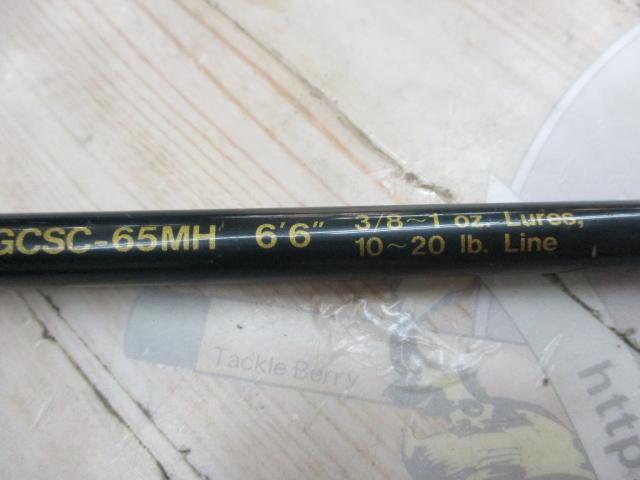 GCSC-65MH 6'6" 3/8~1 oz. Lures,
10~20 lb. Line
Tackle Berry
http